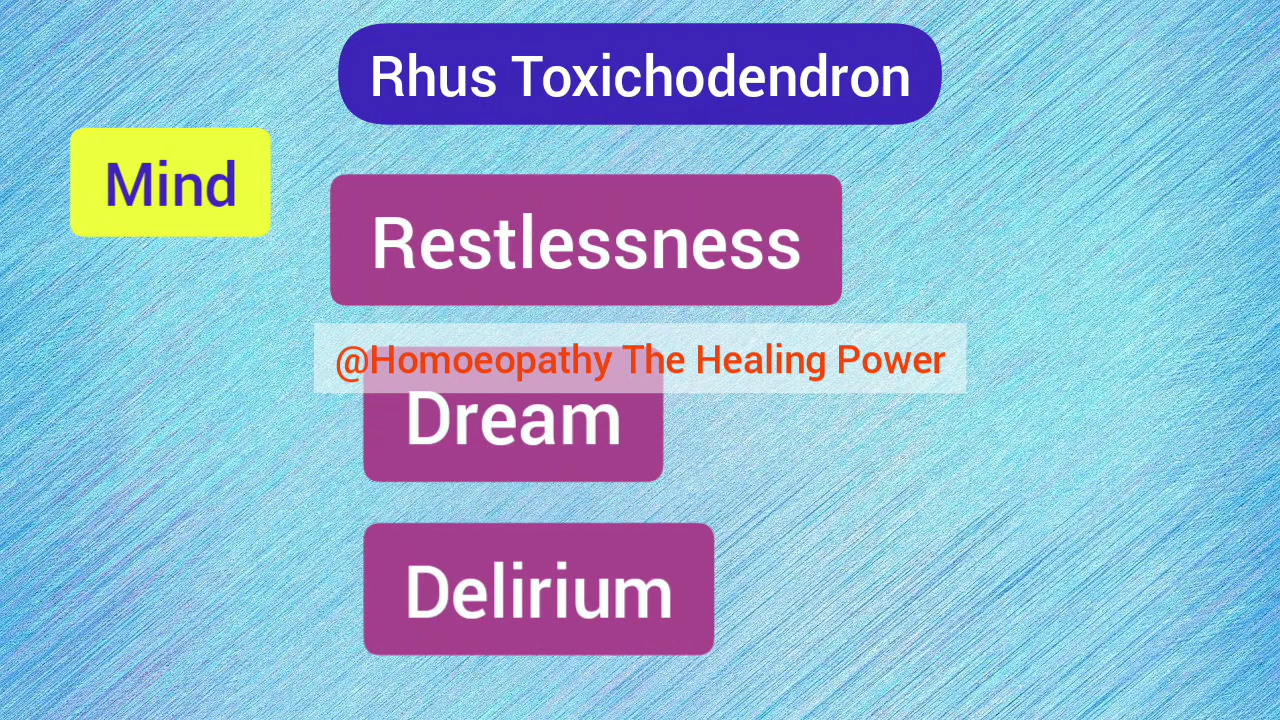 Rhus Toxichodendron
Mind
Restlessness
@Homoeopathy The Healing Power
Dream
Delirium